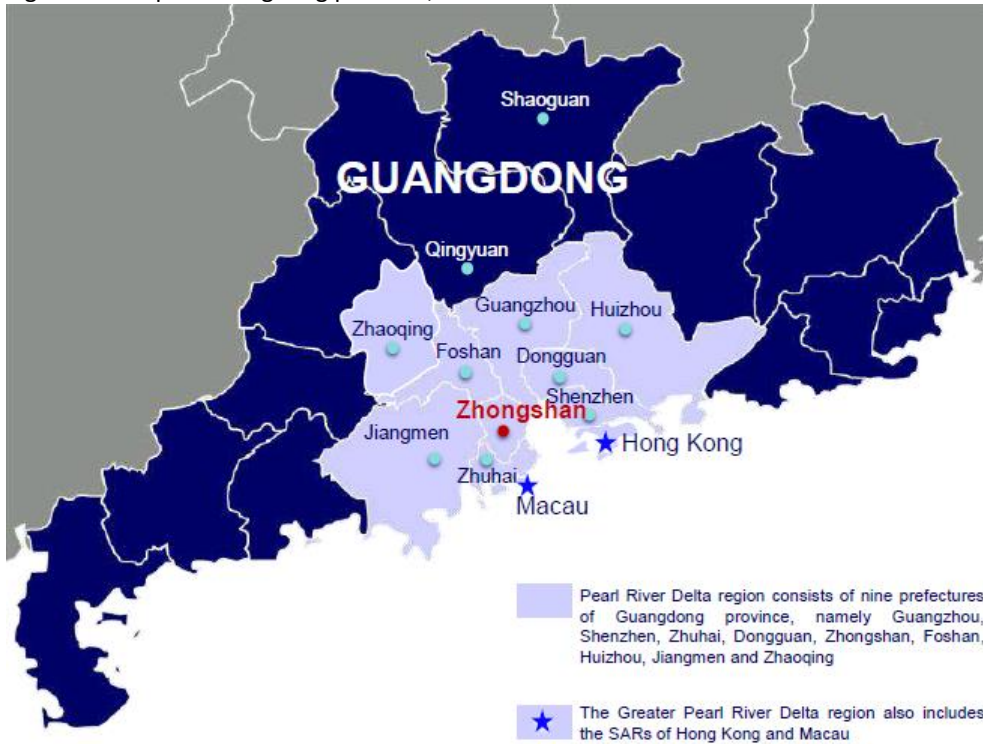 Shaoguan
GUANGDONG
Qingyuan
Guangzhou
Huizhou
Zhaoqing
Foshan
Dongguan
Shenzhen
Zhongshan
Jiangmen
Hong Kong
Zhuhai
Macau
Pearl River Delta region consists of nine prefectures
of Guangdong province, namely Guangzhou,
Shenzhen, Zhuhai, Dongguan, Zhongshan, Foshan,
Huizhou, Jiangmen and Zhaoqing
The Greater Pearl River Delta region also includes
the SARs of Hong Kong and Macau